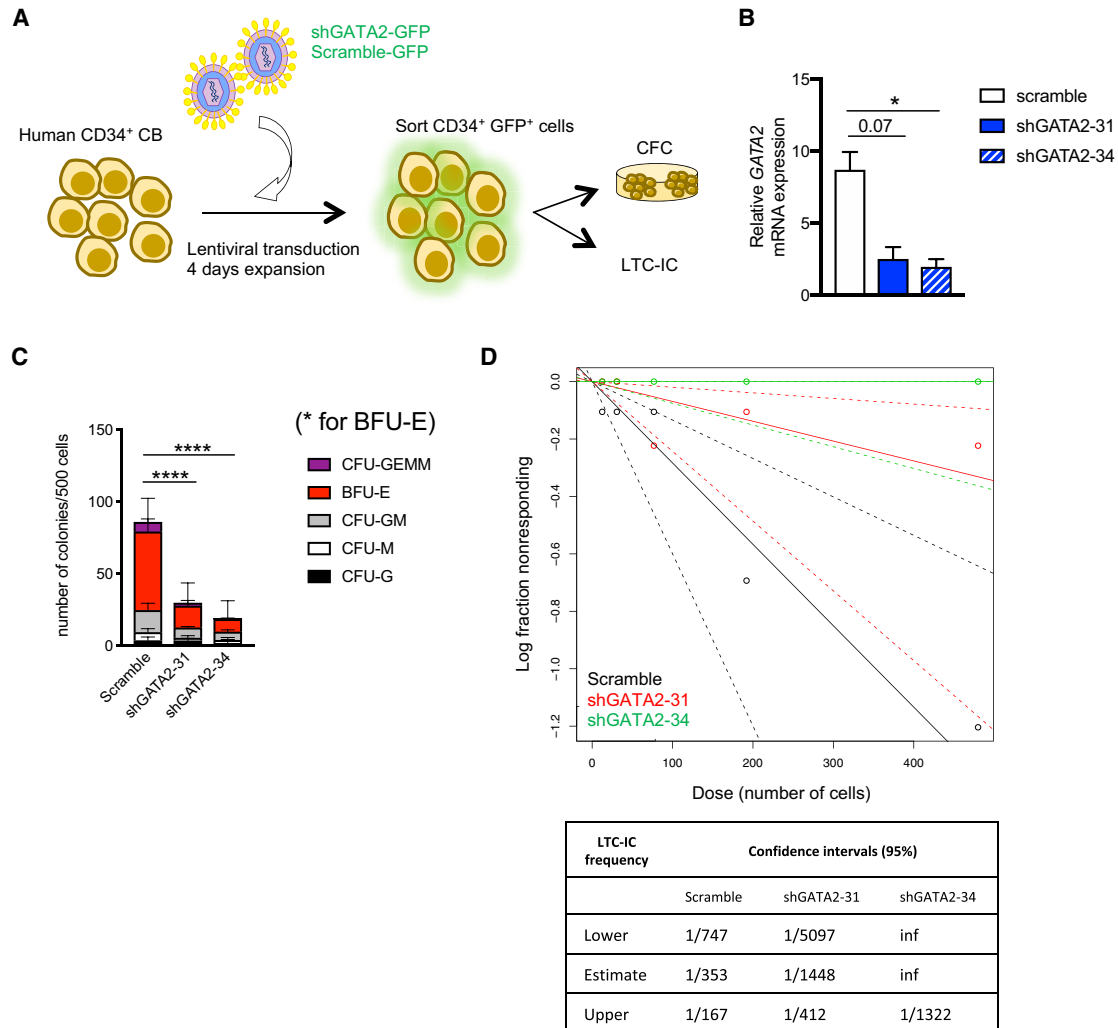 A
shGATA2-GFP
Scramble-GFP
Human CD34⁺ CB
Sort CD34⁺ GFP⁺ cells
Lentiviral transduction
4 days expansion
CFC
LTC-IC
B
Relative GATA2
mRNA expression
15
10
5
0
*
0.07
scramble
shGATA2-31
shGATA2-34
C
number of colonies/500 cells
150
100
50
0
****
****
Scramble
shGATA2-31
shGATA2-34
(* for BFU-E)
CFU-GEMM
BFU-E
CFU-GM
CFU-M
CFU-G
D
Log fraction nonresponding
0.0
−0.2
−0.4
−0.6
−0.8
−1.0
−1.2
Scramble
shGATA2-31
shGATA2-34
0 100 200 300 400
Dose (number of cells)
LTC-IC
frequency
Confidence intervals (95%)
Scramble shGATA2-31 shGATA2-34
Lower 1/747 1/5097 inf
Estimate 1/353 1/1448 inf
Upper 1/167 1/412 1/1322